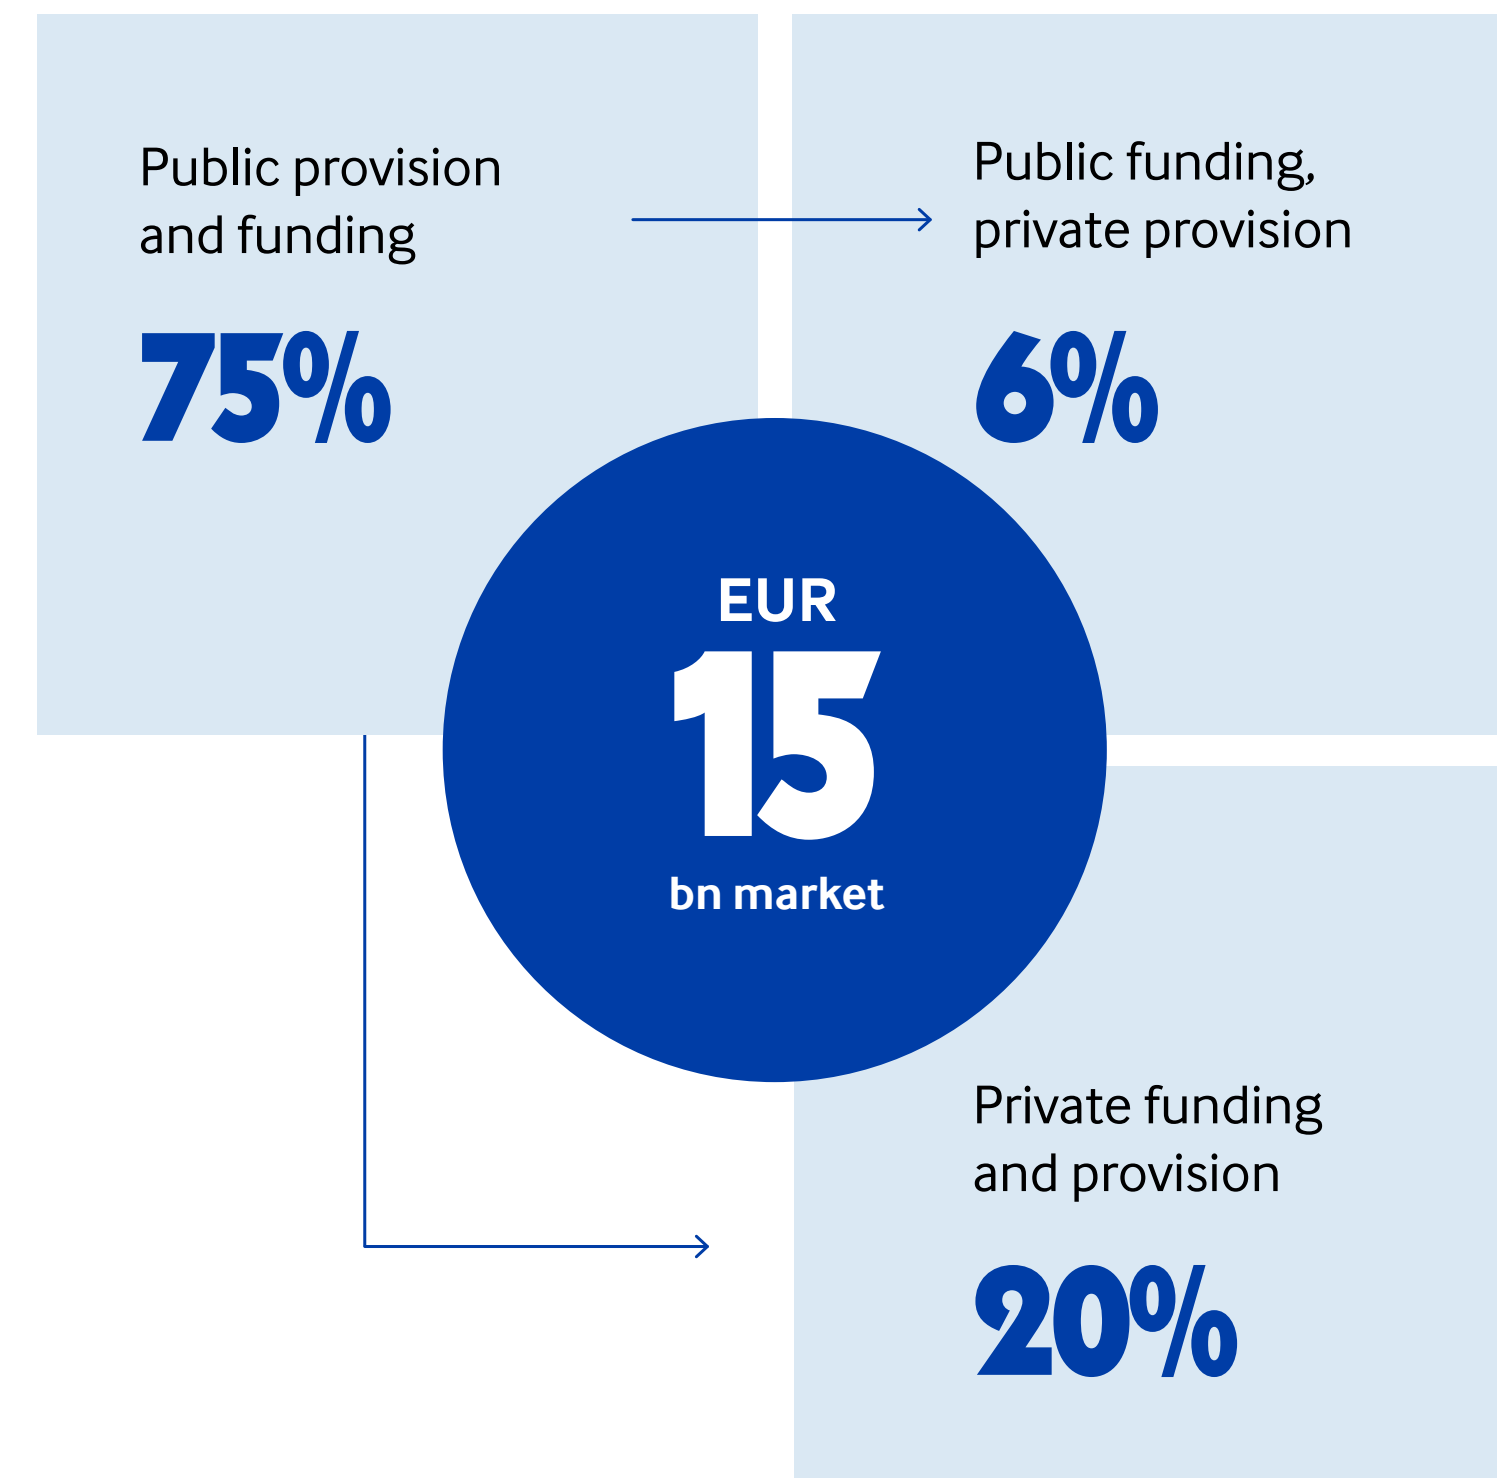 Public provision
and funding
75%
Public funding,
private provision
6%
EUR
15
bn market
Private funding
and provision
20%